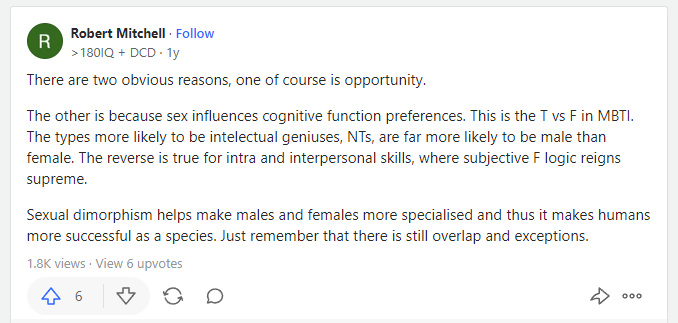 R
Robert Mitchell · Follow
>180IQ + DCD · 1y
There are two obvious reasons, one of course is opportunity.
The other is because sex influences cognitive function preferences. This is the T vs F in MBTI.
The types more likely to be intelectual geniuses, NTs, are far more likely to be male than
female. The reverse is true for intra and interpersonal skills, where subjective F logic reigns
supreme.
Sexual dimorphism helps make males and females more specialised and thus it makes humans
more successful as a species. Just remember that there is still overlap and exceptions.
1.8K views · View 6 upvotes
6